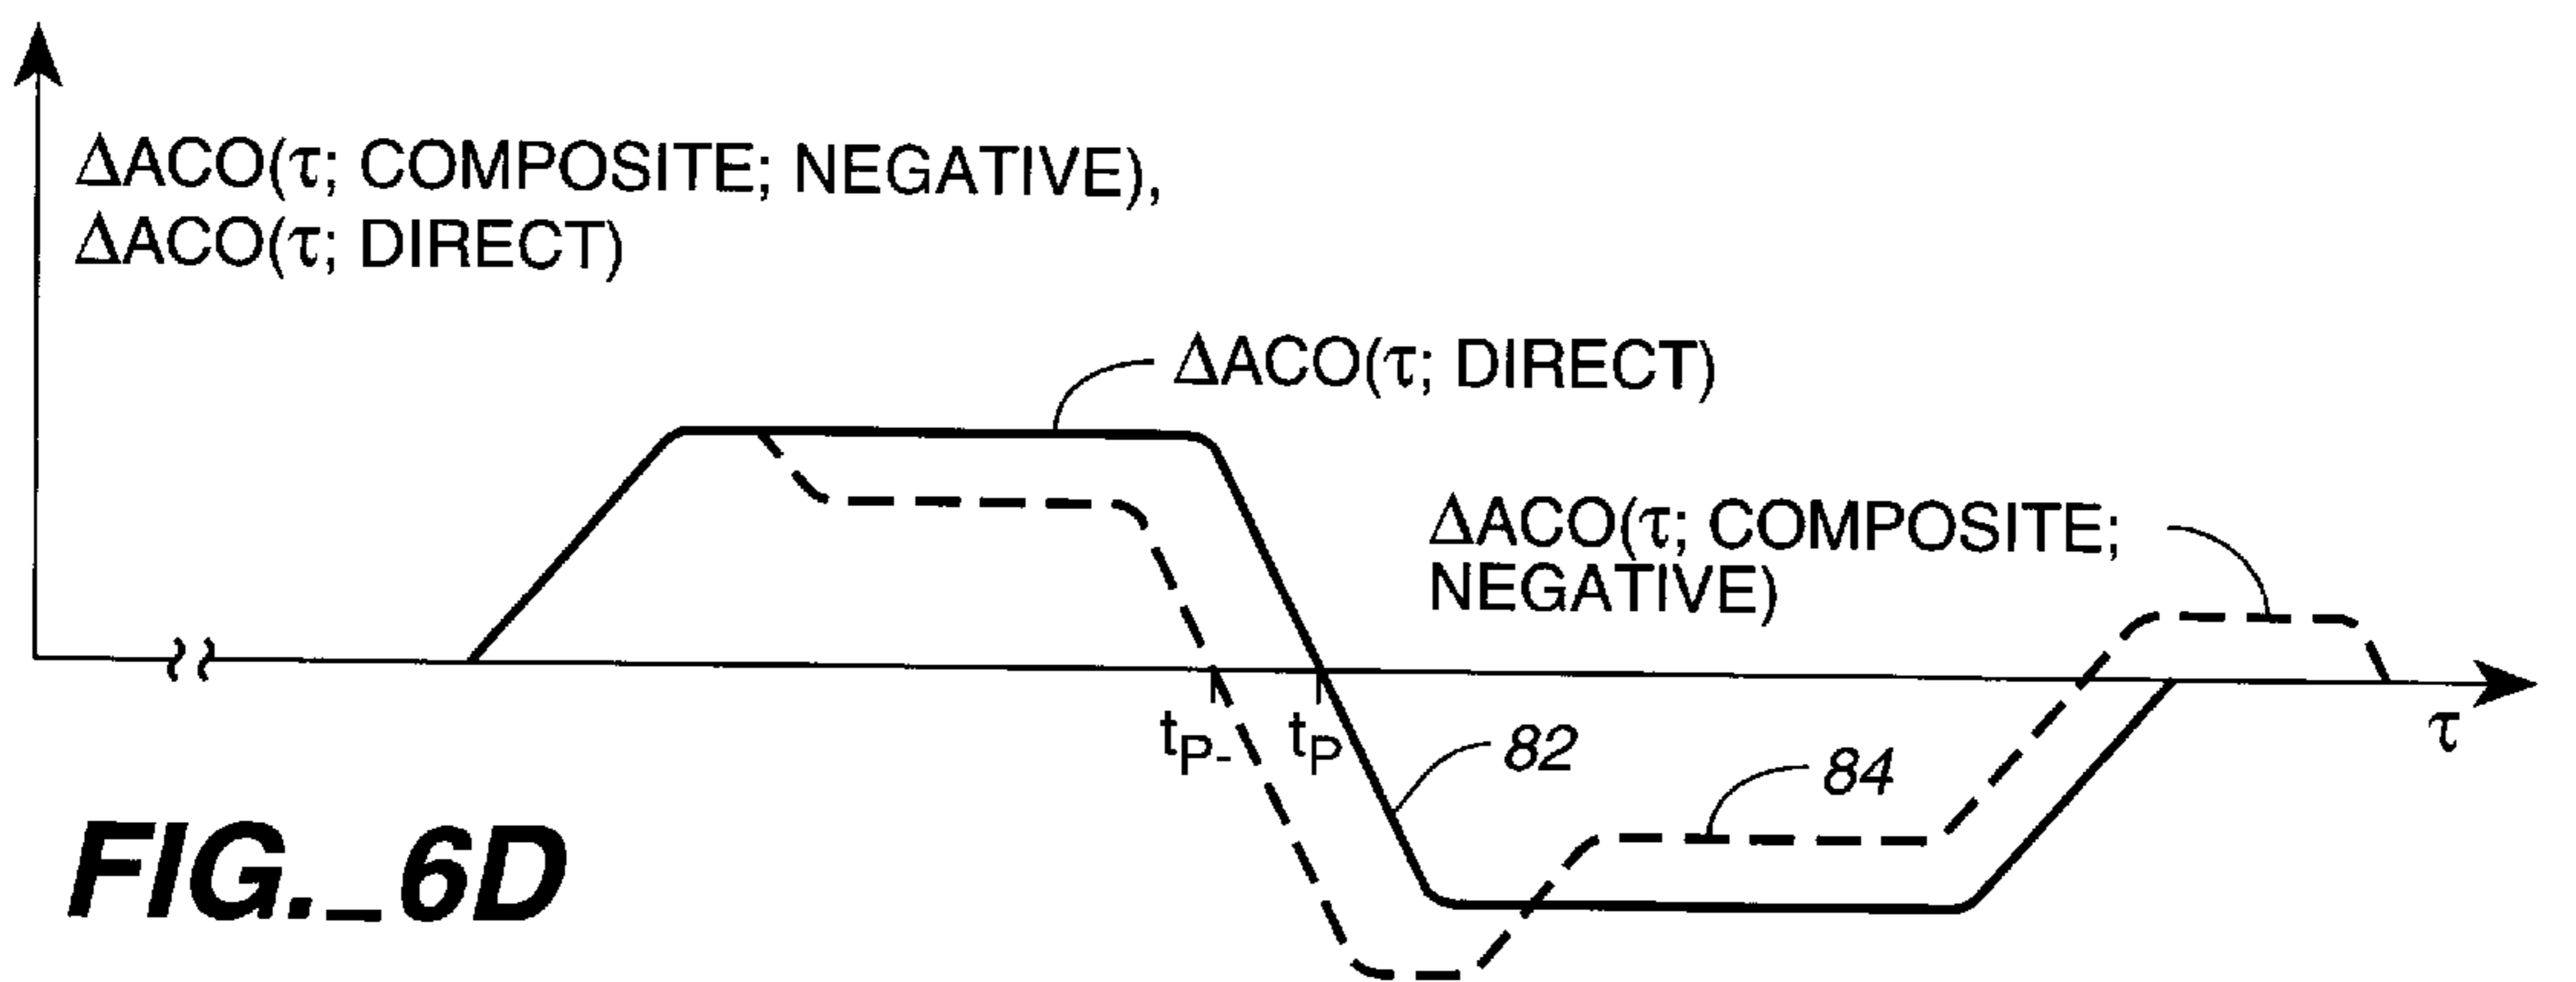 ΔACO(τ; COMPOSITE; NEGATIVE),
ΔACO(τ; DIRECT)
ΔACO(τ; DIRECT)
ΔACO(τ; COMPOSITE;
NEGATIVE)
tP-
tP
82
84
τ
FIG._6D